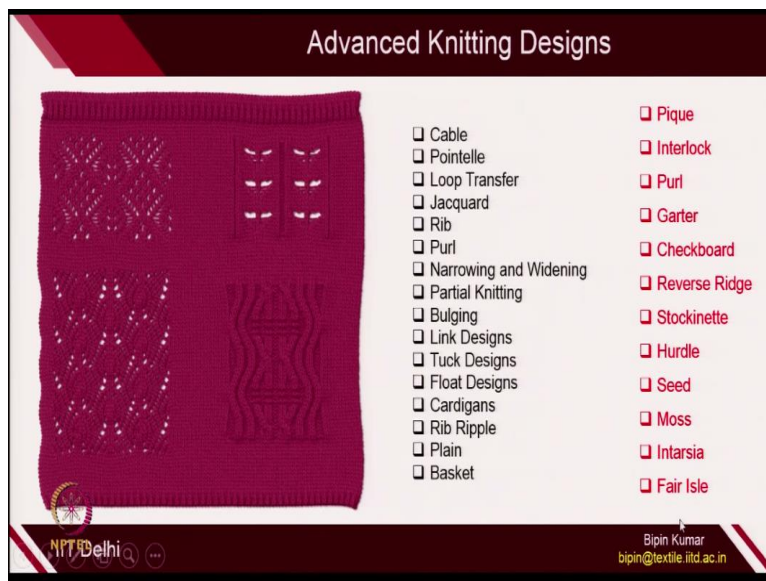 Advanced Knitting Designs
❑ Cable
❑ Pointelle
❑ Loop Transfer
❑ Jacquard
❑ Rib
❑ Purl
❑ Narrowing and Widening
❑ Partial Knitting
❑ Bulging
❑ Link Designs
❑ Tuck Designs
❑ Float Designs
❑ Cardigans
❑ Rib Ripple
❑ Plain
❑ Basket
❑ Pique
❑ Interlock
❑ Purl
❑ Garter
❑ Checkboard
❑ Reverse Ridge
❑ Stockinette
❑ Hurdle
❑ Seed
❑ Moss
❑ Intarsia
❑ Fair Isle
NPTEL
IIT Delhi
Bipin Kumar
bipin@textile.iitd.ac.in